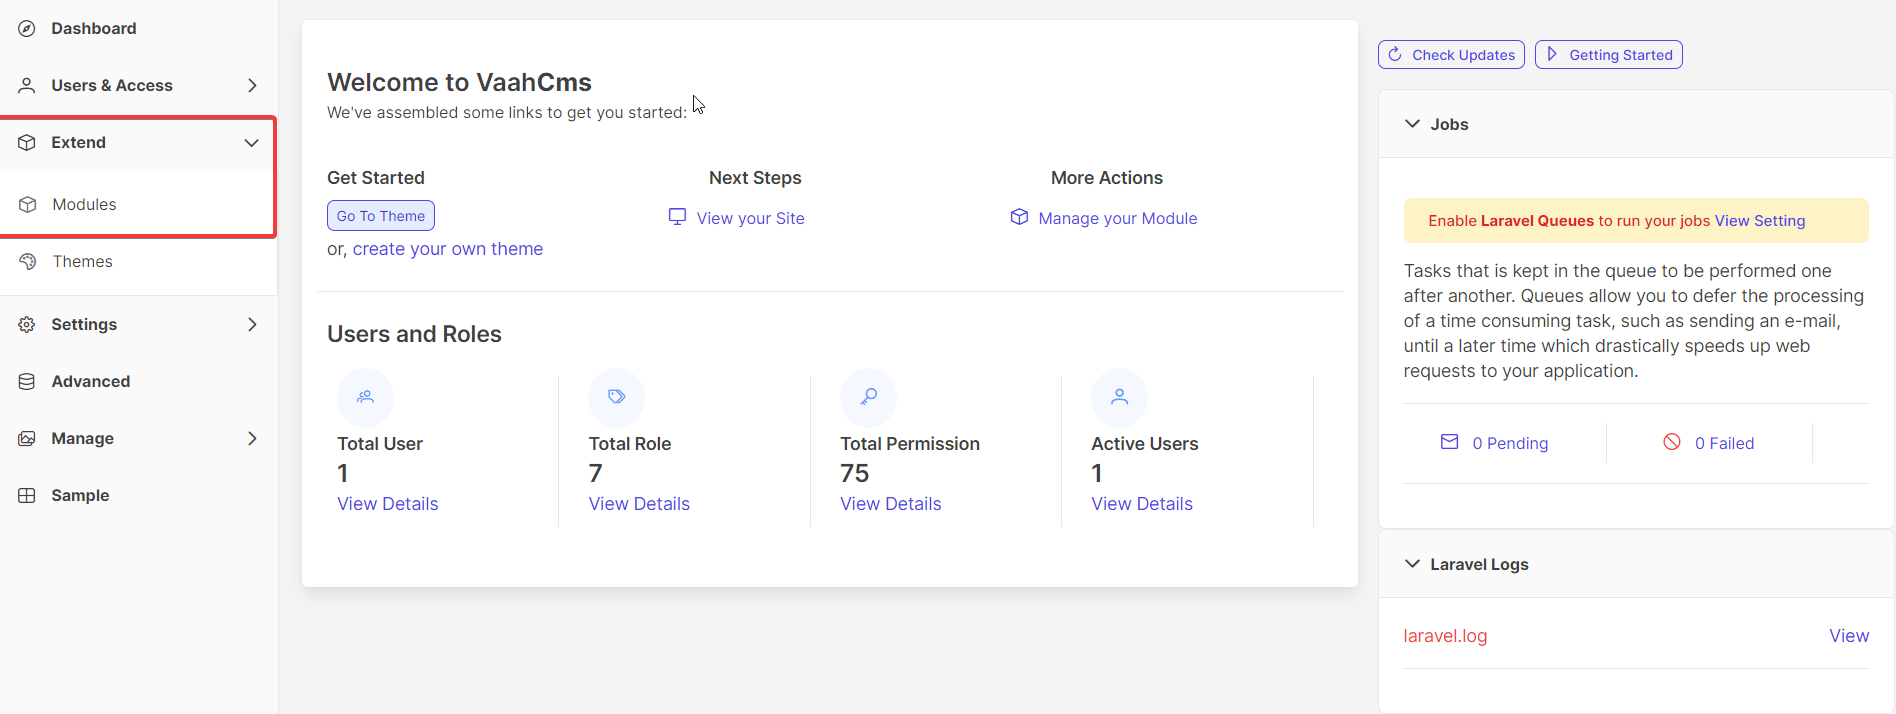 Dashboard
Users & Access
Extend
Modules
Themes
Settings
Advanced
Manage
Sample
Welcome to VaahCms
We've assembled some links to get you started:
Get Started
Go To Theme
or, create your own theme
Next Steps
View your Site
More Actions
Manage your Module
Users and Roles
Total User
1
View Details
Total Role
7
View Details
Total Permission
75
View Details
Active Users
1
View Details
Check Updates
Getting Started
Jobs
Enable Laravel Queues to run your jobs View Setting
Tasks that is kept in the queue to be performed one
after another. Queues allow you to defer the processing
of a time consuming task, such as sending an e-mail,
until a later time which drastically speeds up web
requests to your application.
0 Pending
0 Failed
Laravel Logs
laravel.log
View